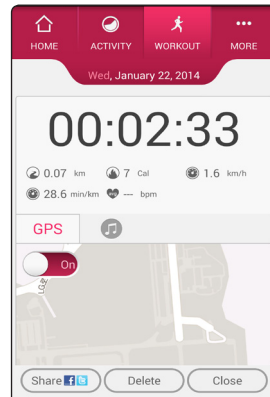 HOME ACTIVITY WORKOUT MORE
Wed, January 22, 2014
00:02:33
0.07 km 7 Cal 1.6 km/h
28.6 min/km --- bpm
GPS
On
Share Delete Close